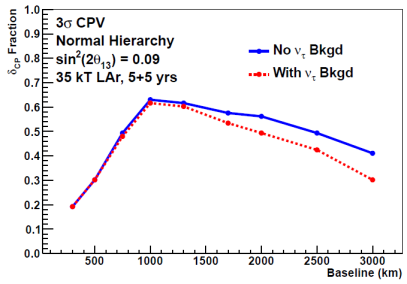 δCP Fraction
1.0
0.9
0.8
0.7
0.6
0.5
0.4
0.3
0.2
0.1
0.0
3σ CPV
Normal Hierarchy
sin²(2θ₁₃) = 0.09
35 kT LAr, 5+5 yrs
No ντ Bkgd
With ντ Bkgd
500 1000 1500 2000 2500 3000
Baseline (km)